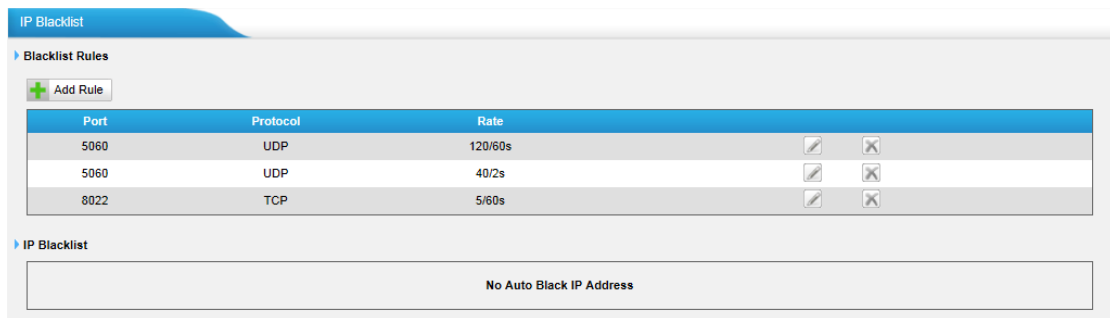 IP Blacklist
Blacklist Rules
Add Rule
Port Protocol Rate
5060 UDP 120/60s
5060 UDP 40/2s
8022 TCP 5/60s
IP Blacklist
No Auto Black IP Address